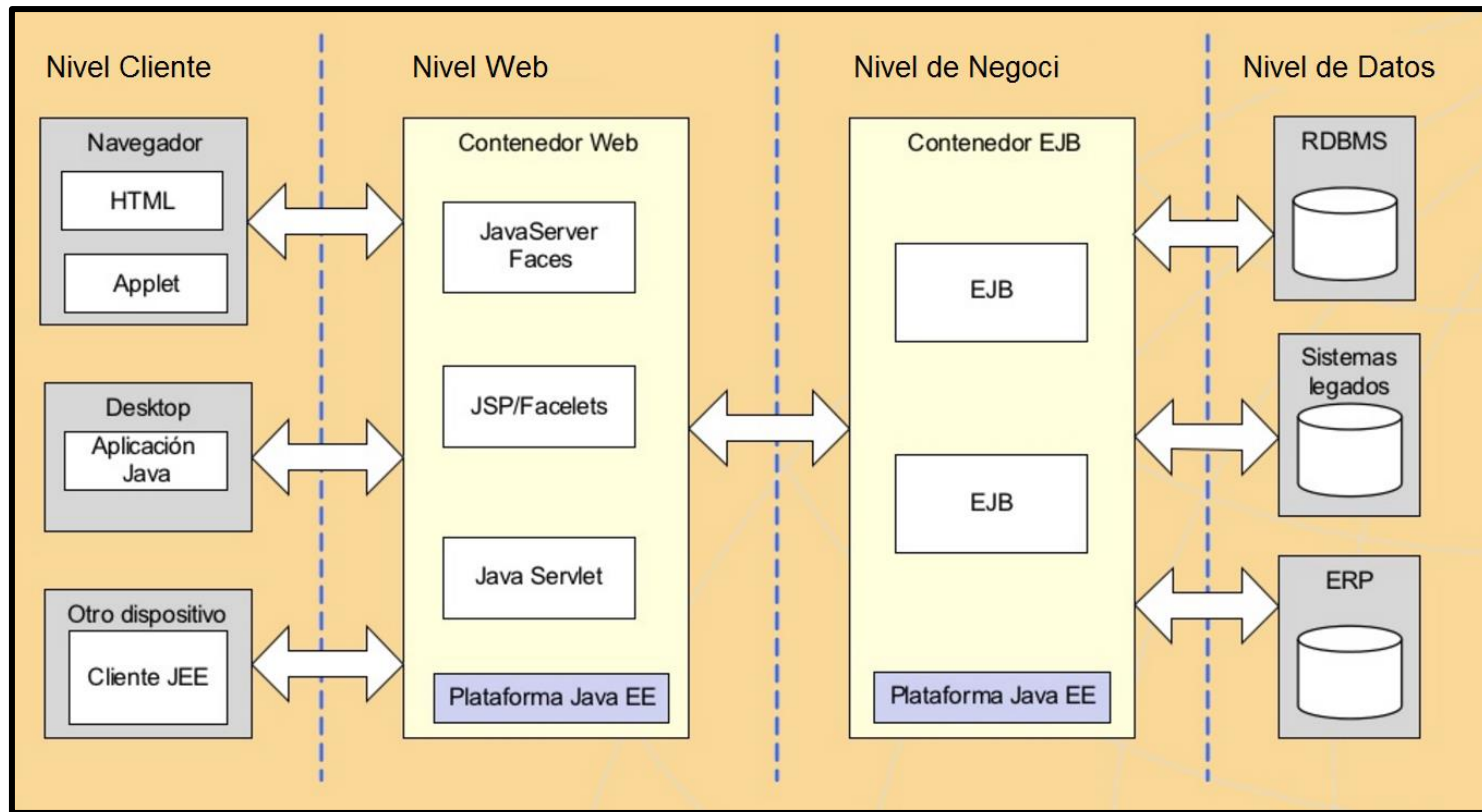 Nivel Cliente
Nivel Web
Nivel de Negoci
Nivel de Datos
Navegador
HTML
Applet
Desktop
Aplicación
Java
Otro dispositivo
Cliente JEE
Contenedor Web
JavaServer
Faces
JSP/Facelets
Java Servlet
Plataforma Java EE
Contenedor EJB
EJB
EJB
Plataforma Java EE
RDBMS
Sistemas
legados
ERP